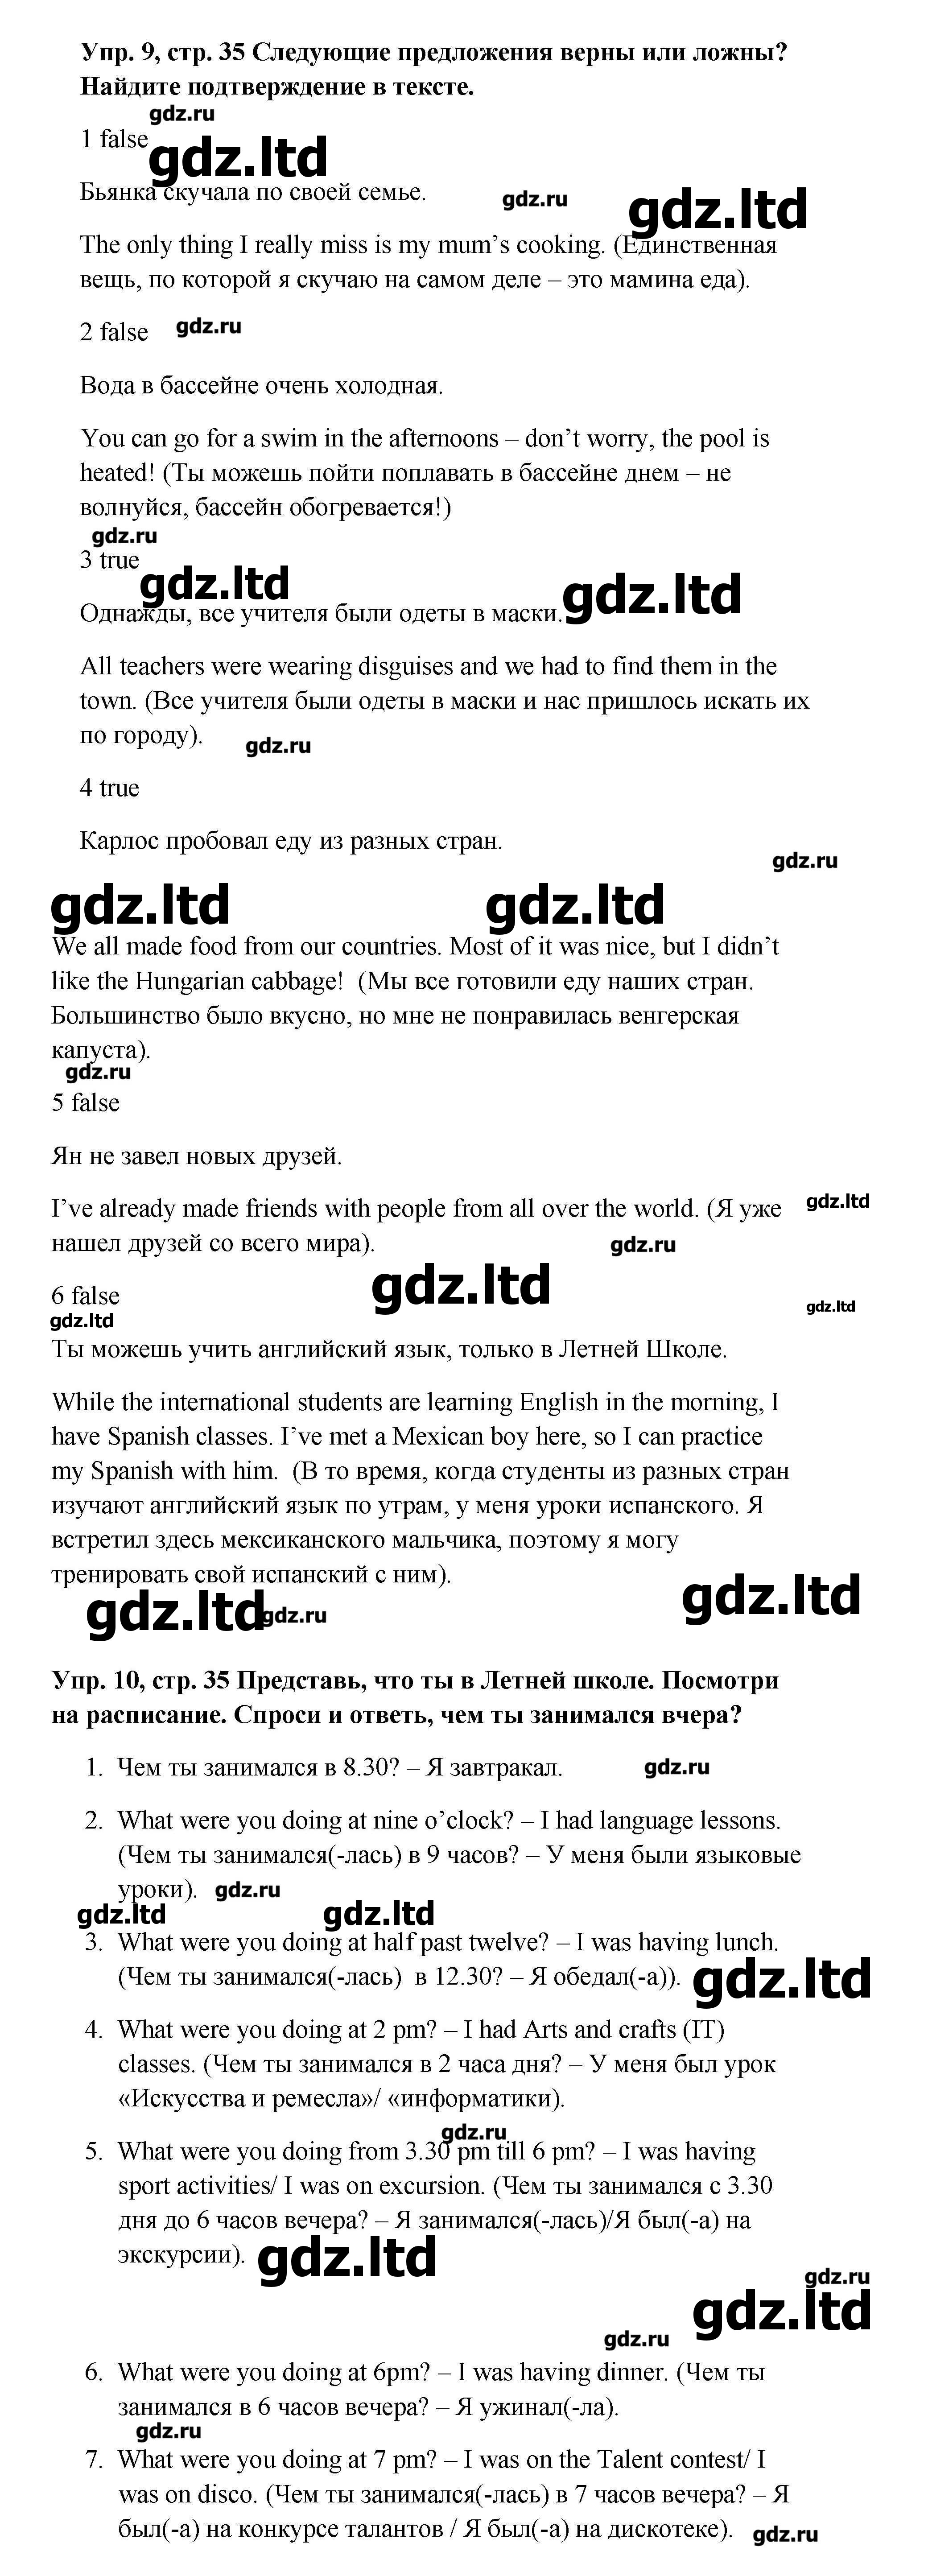 Упр. 9, стр. 35 Следующие предложения верны или ложны?
Найдите подтверждение в тексте.
gdz.ru
1 false
gdz.ltd
Бьянка скучала по своей семье.
gdz.ru
gdz.ltd
The only thing I really miss is my mum’s cooking. (Единственная
вещь, по которой я скучаю на самом деле – это мамина еда).
2 false
gdz.ru
Вода в бассейне очень холодная.
You can go for a swim in the afternoons – don’t worry, the pool is
heated! (Ты можешь пойти поплавать в бассейне днем – не
волнуйся, бассейн обогревается!)
gdz.ru
3 true
gdz.ltd
gdz.ltd
Однажды, все учителя были одеты в маски.
All teachers were wearing disguises and we had to find them in the
town. (Все учителя были одеты в маски и нас пришлось искать их
по городу).
gdz.ru
4 true
Карлос пробовал еду из разных стран.
gdz.ru
gdz.ltd
gdz.ltd
We all made food from our countries. Most of it was nice, but I didn’t
like the Hungarian cabbage!  (Мы все готовили еду наших стран.
Большинство было вкусно, но мне не понравилась венгерская
капуста).
gdz.ru
5 false
Ян не завел новых друзей.
I’ve already made friends with people from all over the world. (Я уже
gdz.ltd
нашел друзей со всего мира).
gdz.ru
6 false
gdz.ltd
gdz.ltd
gdz.ltd
Ты можешь учить английский язык, только в Летней Школе.
While the international students are learning English in the morning, I
have Spanish classes. I’ve met a Mexican boy here, so I can practice
my Spanish with him.  (В то время, когда студенты из разных стран
изучают английский язык по утрам, у меня уроки испанского. Я
встретил здесь мексиканского мальчика, поэтому я могу
тренировать свой испанский с ним).
gdz.ltd
gdz.ltd
gdz.ru
Упр. 10, стр. 35 Представь, что ты в Летней школе. Посмотри
на расписание. Спроси и ответь, чем ты занимался вчера?
1. Чем ты занимался в 8.30? – Я завтракал.
gdz.ru
2. What were you doing at nine o’clock? – I had language lessons.
(Чем ты занимался(-лась) в 9 часов? – У меня были языковые
уроки).
gdz.ru
gdz.ltd
gdz.ltd
3. What were you doing at half past twelve? – I was having lunch.
(Чем ты занимался(-лась)  в 12.30? – Я обедал(-а)).
gdz.ltd
4. What were you doing at 2 pm? – I had Arts and crafts (IT)
classes. (Чем ты занимался в 2 часа дня? – У меня был урок
«Искусства и ремесла»/ «информатики).
gdz.ru
5. What were you doing from 3.30 pm till 6 pm? – I was having
sport activities/ I was on excursion. (Чем ты занимался с 3.30
дня до 6 часов вечера? – Я занимался(-лась)/Я был(-а) на
экскурсии).
gdz.ltd
gdz.ru
gdz.ltd
gdz.ru
6. What were you doing at 6pm? – I was having dinner. (Чем ты
занимался в 6 часов вечера? – Я ужинал(-ла).
gdz.ru
7. What were you doing at 7 pm? – I was on the Talent contest/ I
was on disco. (Чем ты занимался(-лась) в 7 часов вечера? – Я
был(-а) на конкурсе талантов / Я был(-а) на дискотеке).
gdz.ru